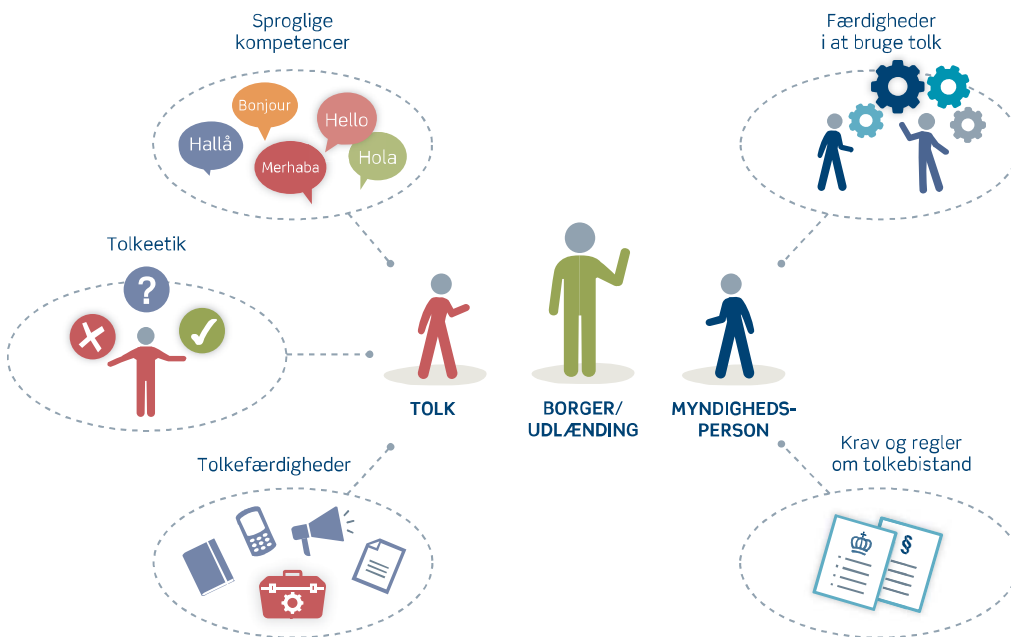 Sproglige
kompetencer
Bonjour
Hello
Hallå
Merhaba
Hola
Færdigheder
i at bruge tolk
Tolkeetik
?
TOLK
BORGER/
UDLÆNDING
MYNDIGHEDS-
PERSON
Tolkefærdigheder
Krav og regler
om tolkebistand
§